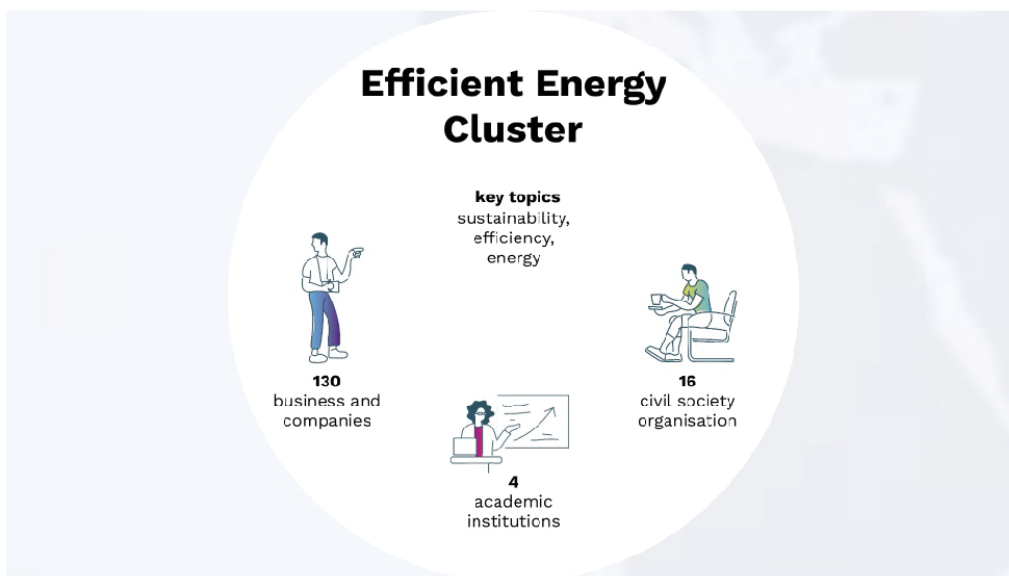 Efficient Energy
Cluster
key topics
sustainability,
efficiency,
energy
130
business and
companies
16
civil society
organisation
4
academic
institutions